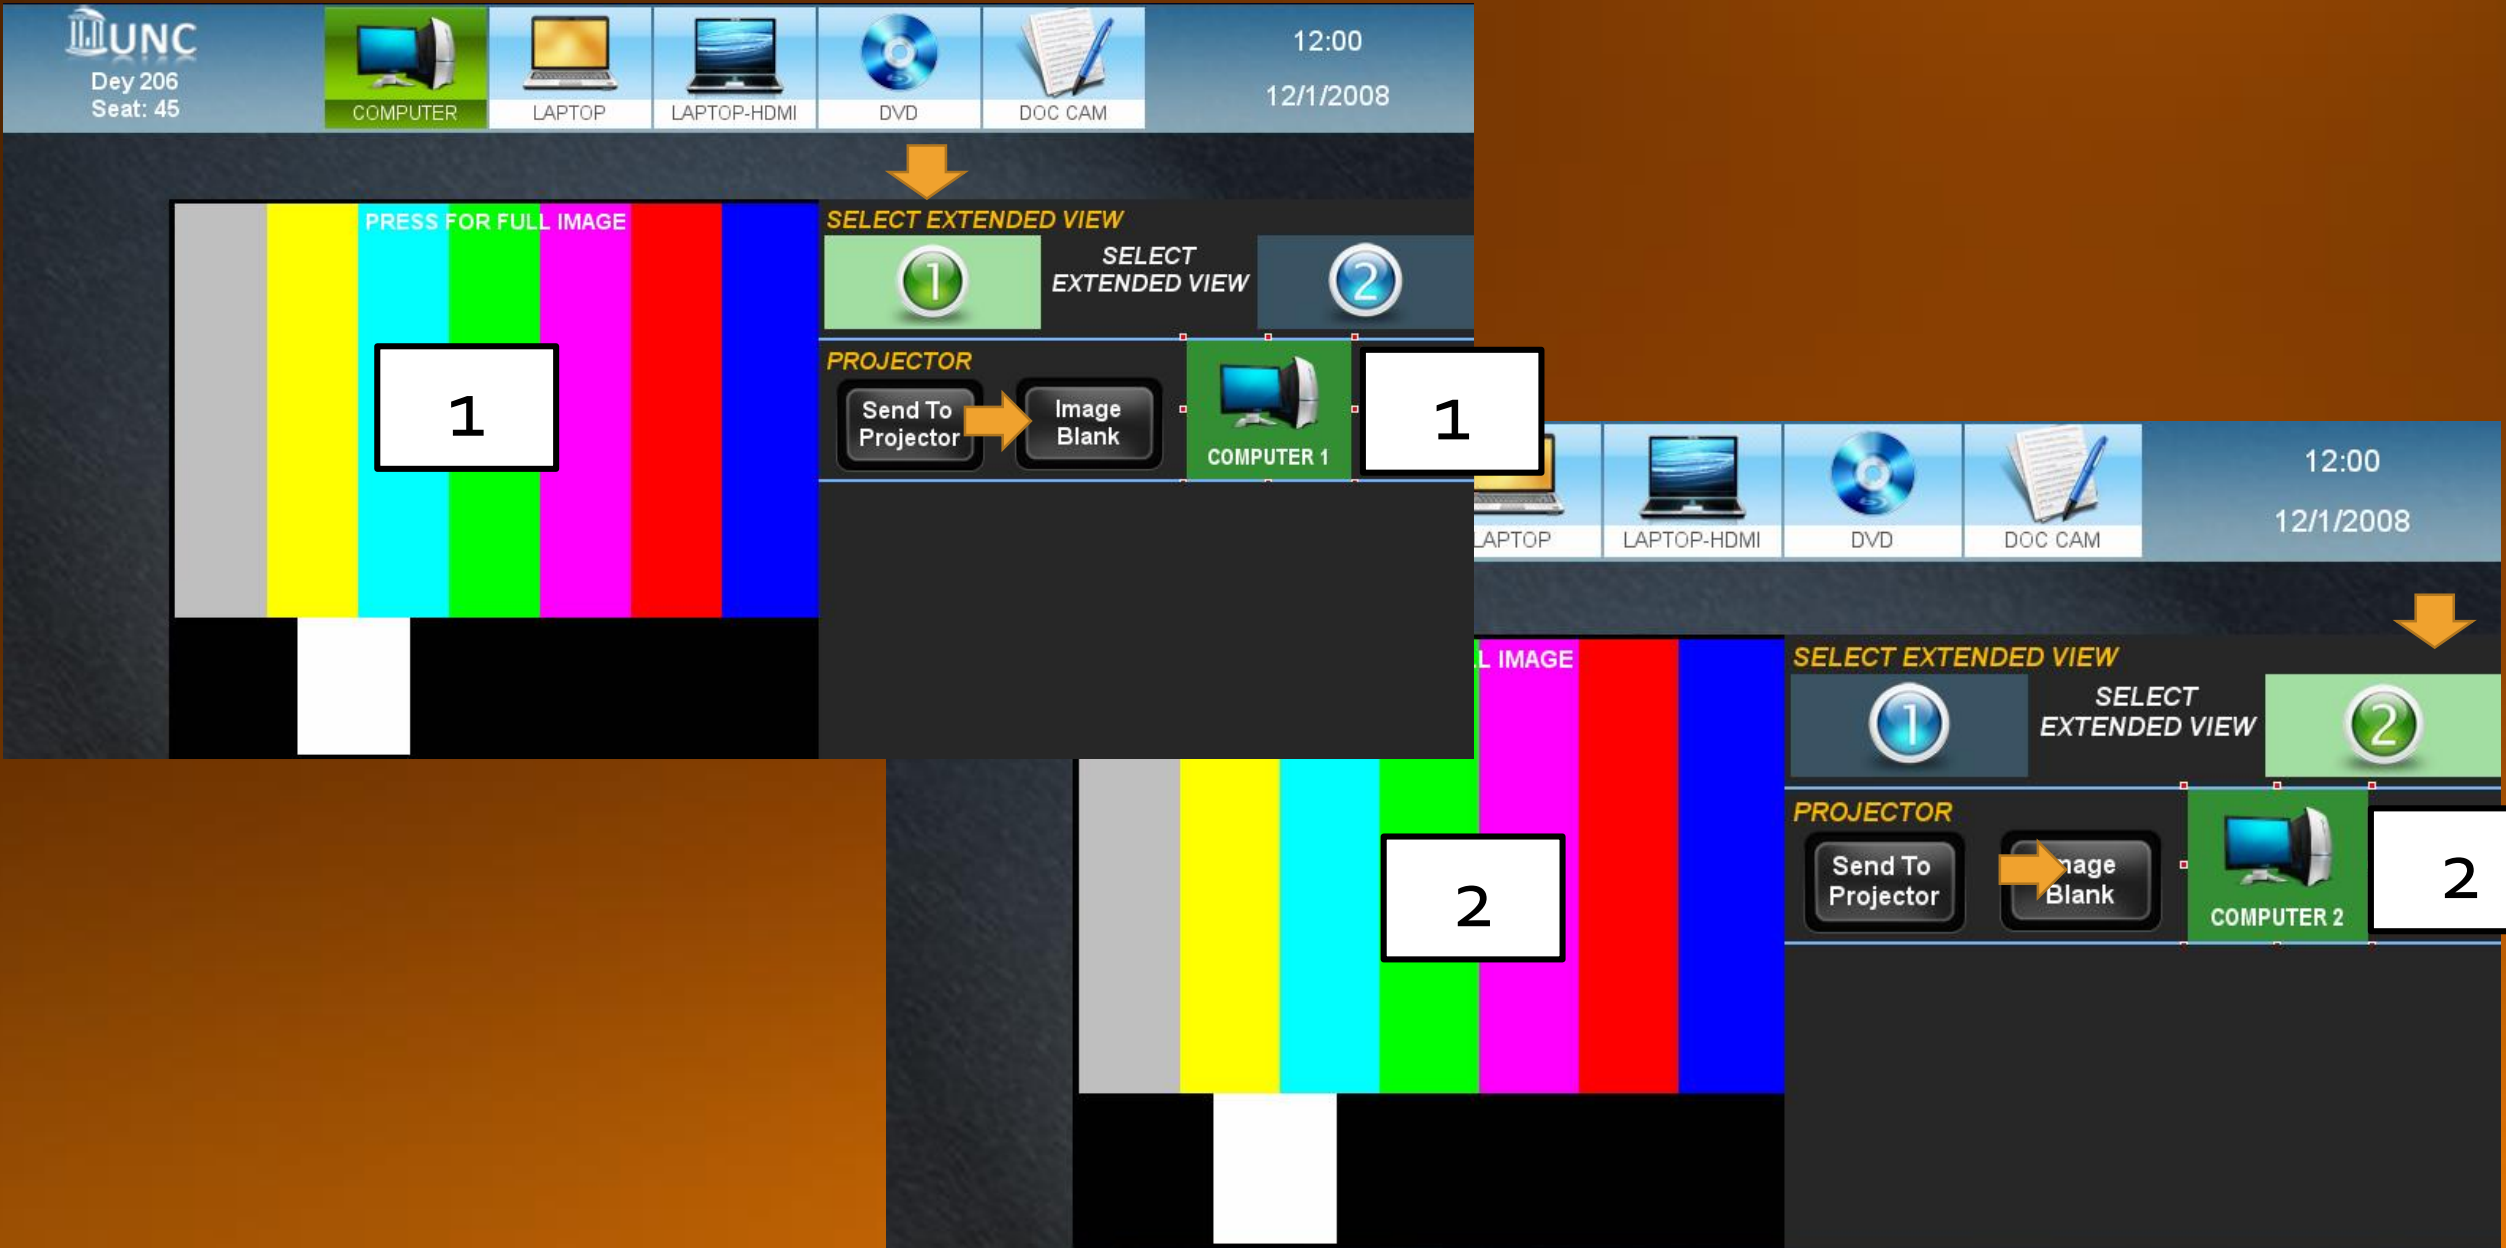 UNC
Dey 206
Seat: 45
COMPUTER
LAPTOP
LAPTOP-HDMI
DVD
DOC CAM
12:00
12/1/2008
PRESS FOR FULL IMAGE
1
SELECT EXTENDED VIEW
1
SELECT
EXTENDED VIEW
2
PROJECTOR
Send To
Projector
Image
Blank
COMPUTER 1
1
LAPTOP
LAPTOP-HDMI
DVD
DOC CAM
12:00
12/1/2008
L IMAGE
2
SELECT EXTENDED VIEW
1
SELECT
EXTENDED VIEW
2
PROJECTOR
Send To
Projector
mage
Blank
COMPUTER 2
2